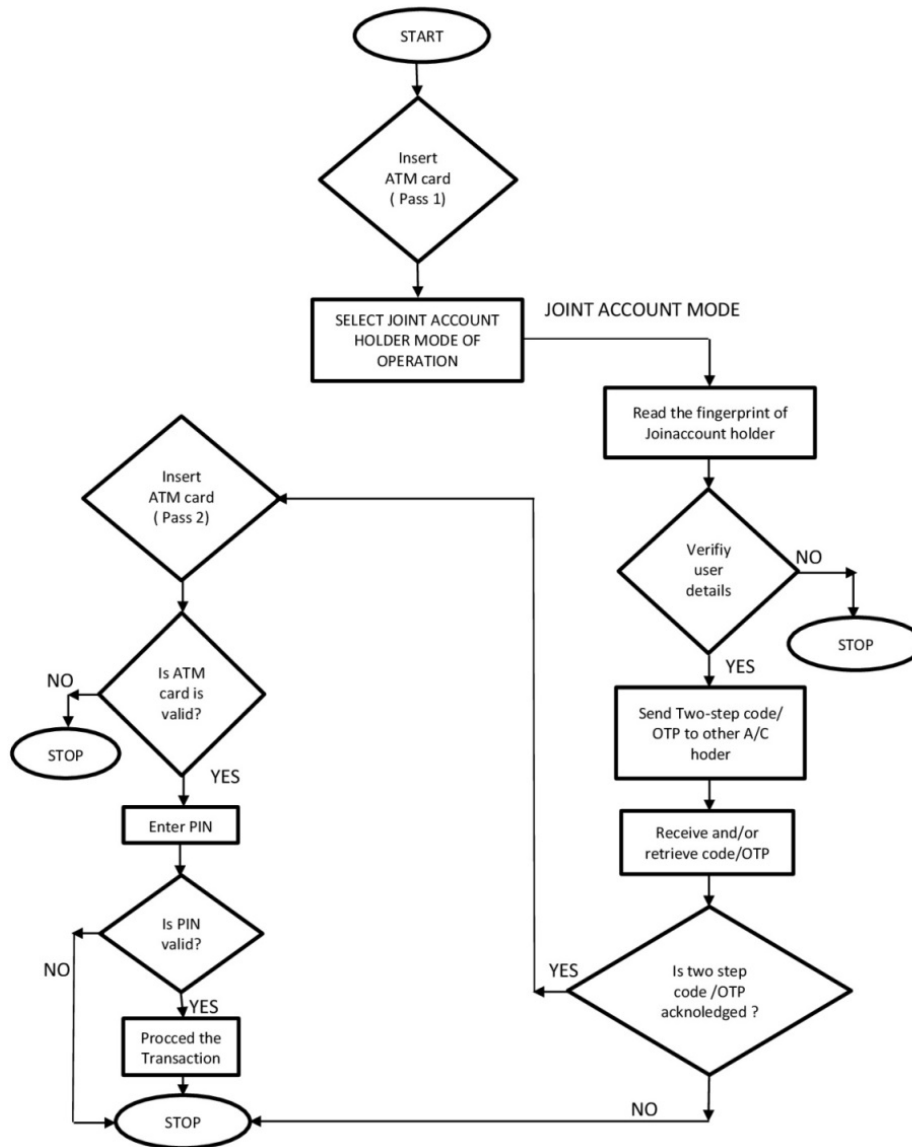 START
Insert
ATM card
( Pass 1)
SELECT JOINT ACCOUNT
HOLDER MODE OF
OPERATION
JOINT ACCOUNT MODE
Read the fingerprint of
Joinaccount holder
Verifiy
user
details
NO
STOP
YES
Send Two-step code/
OTP to other A/C
hoder
Receive and/or
retrieve code/OTP
Is two step
code /OTP
acknoledged ?
YES
NO
Insert
ATM card
( Pass 2)
Is ATM
card is
valid?
NO
STOP
YES
Enter PIN
Is PIN
valid?
NO
YES
Procced the
Transaction
STOP